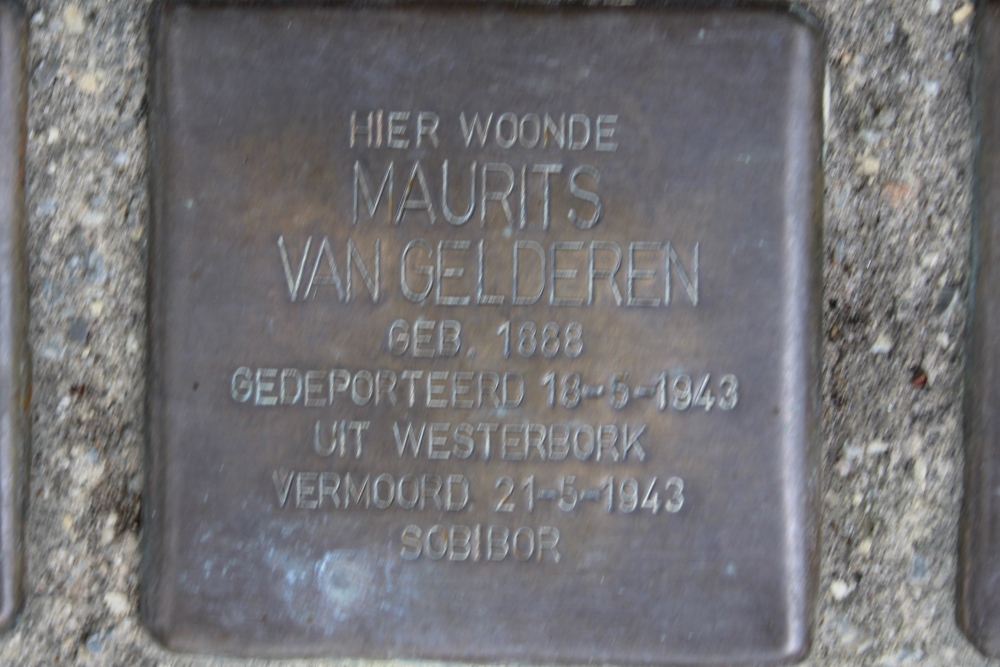 HIER WOONDE
MAURITS
VAN GELDEREN
GEB. 1888
GEDEPORTEERD 18-5-1943
UIT WESTERBORK
VERMOORD 21-5-1943
SOBIBOR